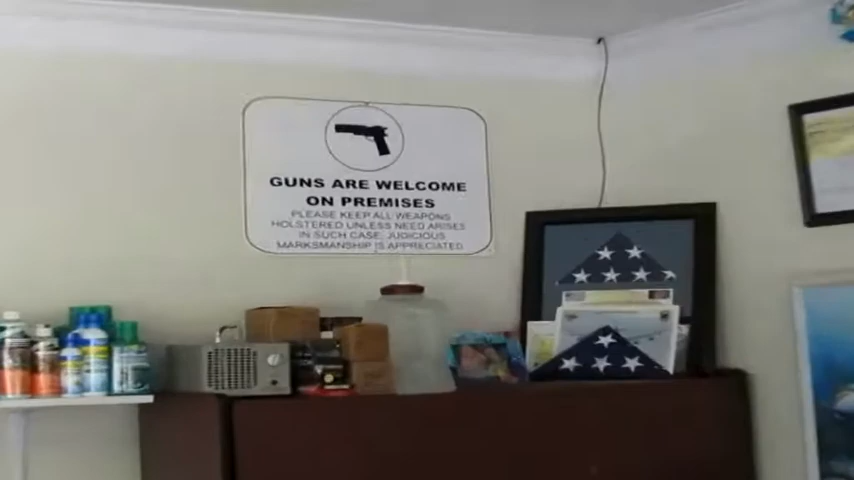 GUNS ARE WELCOME
ON PREMISES
PLEASE KEEP ALL WEAPONS
HOLSTERED UNLESS NEED ARISES
IN SUCH CASE, JUDICIOUS
MARKSMANSHIP IS APPRECIATED